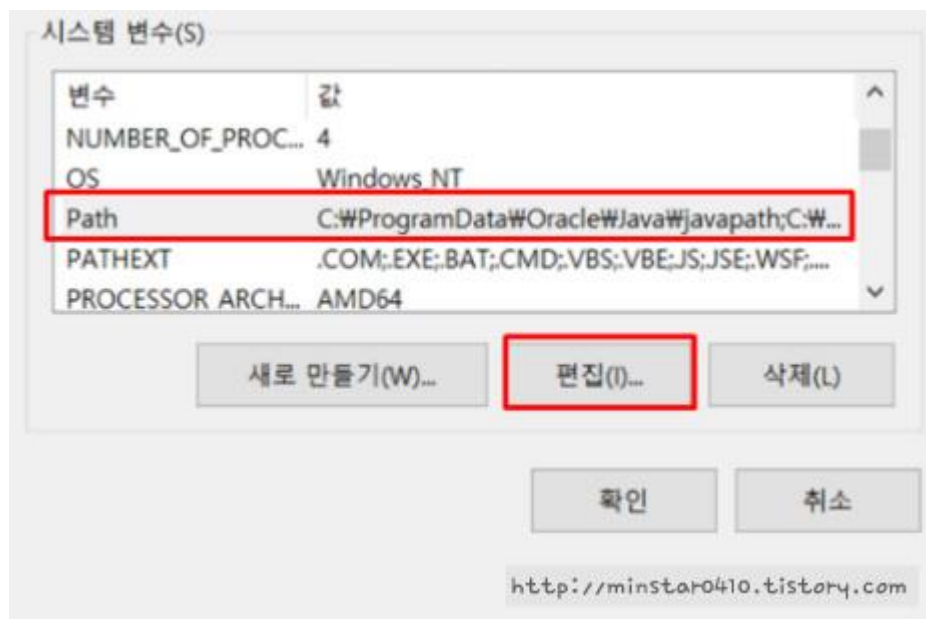 시스템 변수(S)
변수 값
NUMBER_OF_PROC... 4
OS Windows_NT
Path C:₩ProgramData₩Oracle₩Java₩javapath;C:₩...
PATHEXT .COM;.EXE;.BAT;.CMD;.VBS;.VBE;.JS;.JSE;.WSF;....
PROCESSOR ARCH... AMD64
새로 만들기(W)... 편집(I)... 삭제(L)
확인 취소
http://minstar0410.tistory.com